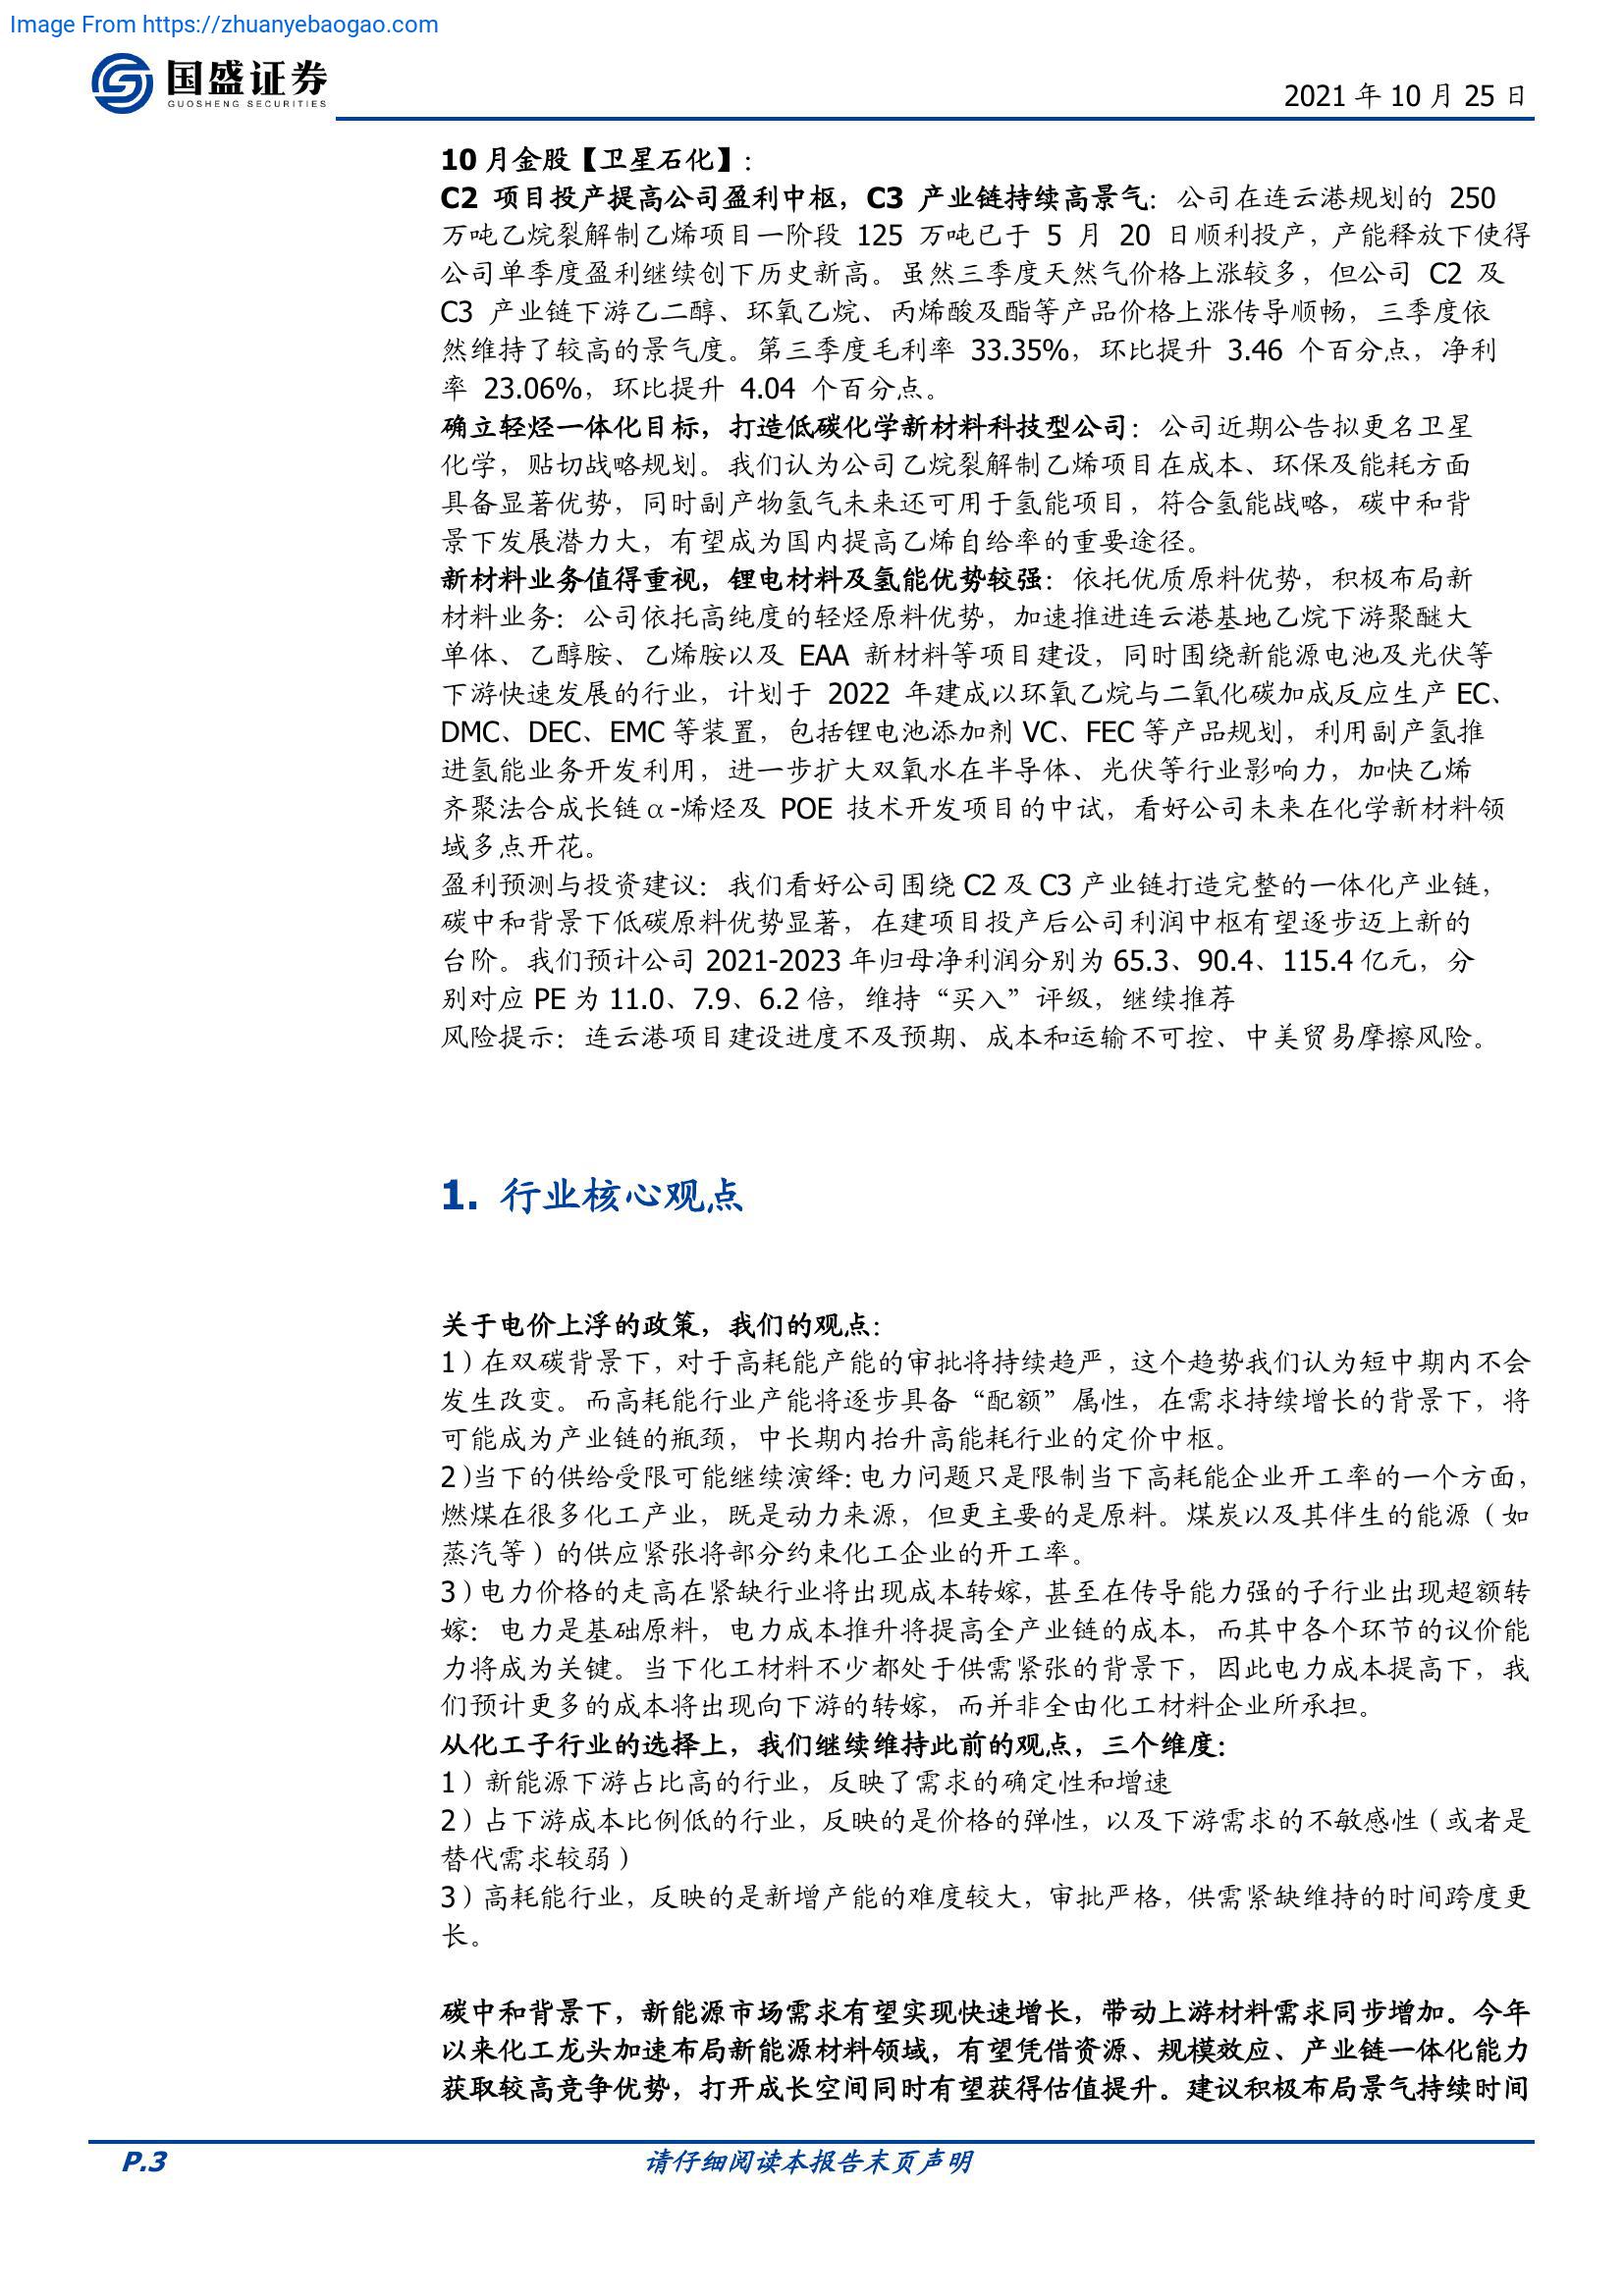 Image From https://zhuanyebaogao.com
国盛证券
GUOSHENG SECURITIES
2021 年 10 月 25 日
10 月金股【卫星石化】：
C2 项目投产提高公司盈利中枢，C3 产业链持续高景气：公司在连云港规划的 250
万吨乙烷裂解制乙烯项目一阶段 125 万吨已于 5 月 20 日顺利投产，产能释放下使得
公司单季度盈利继续创下历史新高。虽然三季度天然气价格上涨较多，但公司 C2 及
C3 产业链下游乙二醇、环氧乙烷、丙烯酸及酯等产品价格上涨传导顺畅，三季度依
然维持了较高的景气度。第三季度毛利率 33.35%，环比提升 3.46 个百分点，净利
率 23.06%，环比提升 4.04 个百分点。
确立轻烃一体化目标，打造低碳化学新材料科技型公司：公司近期公告拟更名卫星
化学，贴切战略规划。我们认为公司乙烷裂解制乙烯项目在成本、环保及能耗方面
具备显著优势，同时副产物氢气未来还可用于氢能项目，符合氢能战略，碳中和背
景下发展潜力大，有望成为国内提高乙烯自给率的重要途径。
新材料业务值得重视，锂电材料及氢能优势较强：依托优质原料优势，积极布局新
材料业务：公司依托高纯度的轻烃原料优势，加速推进连云港基地乙烷下游聚醚大
单体、乙醇胺、乙烯胺以及 EAA 新材料等项目建设，同时围绕新能源电池及光伏等
下游快速发展的行业，计划于 2022 年建成以环氧乙烷与二氧化碳加成反应生产 EC、
DMC、DEC、EMC 等装置，包括锂电池添加剂 VC、FEC 等产品规划，利用副产氢推
进氢能业务开发利用，进一步扩大双氧水在半导体、光伏等行业影响力，加快乙烯
齐聚法合成长链α-烯烃及 POE 技术开发项目的中试，看好公司未来在化学新材料领
域多点开花。
盈利预测与投资建议：我们看好公司围绕 C2 及 C3 产业链打造完整的一体化产业链，
碳中和背景下低碳原料优势显著，在建项目投产后公司利润中枢有望逐步迈上新的
台阶。我们预计公司 2021-2023 年归母净利润分别为 65.3、90.4、115.4 亿元，分
别对应 PE 为 11.0、7.9、6.2 倍，维持“买入”评级，继续推荐
风险提示：连云港项目建设进度不及预期、成本和运输不可控、中美贸易摩擦风险。
1. 行业核心观点
关于电价上浮的政策，我们的观点：
1）在双碳背景下，对于高耗能产能的审批将持续趋严，这个趋势我们认为短中期内不会
发生改变。而高耗能行业产能将逐步具备“配额”属性，在需求持续增长的背景下，将
可能成为产业链的瓶颈，中长期内抬升高能耗行业的定价中枢。
2）当下的供给受限可能继续演绎：电力问题只是限制当下高耗能企业开工率的一个方面，
燃煤在很多化工产业，既是动力来源，但更主要的是原料。煤炭以及其伴生的能源（如
蒸汽等）的供应紧张将部分约束化工企业的开工率。
3）电力价格的走高在紧缺行业将出现成本转嫁，甚至在传导能力强的子行业出现超额转
嫁：电力是基础原料，电力成本推升将提高全产业链的成本，而其中各个环节的议价能
力将成为关键。当下化工材料不少都处于供需紧张的背景下，因此电力成本提高下，我
们预计更多的成本将出现向下游的转嫁，而并非全由化工材料企业所承担。
从化工子行业的选择上，我们继续维持此前的观点，三个维度：
1）新能源下游占比高的行业，反映了需求的确定性和增速
2）占下游成本比例低的行业，反映的是价格的弹性，以及下游需求的不敏感性（或者是
替代需求较弱）
3）高耗能行业，反映的是新增产能的难度较大，审批严格，供需紧缺维持的时间跨度更
长。
碳中和背景下，新能源市场需求有望实现快速增长，带动上游材料需求同步增加。今年
以来化工龙头加速布局新能源材料领域，有望凭借资源、规模效应、产业链一体化能力
获取较高竞争优势，打开成长空间同时有望获得估值提升。建议积极布局景气持续时间
P.3
请仔细阅读本报告末页声明